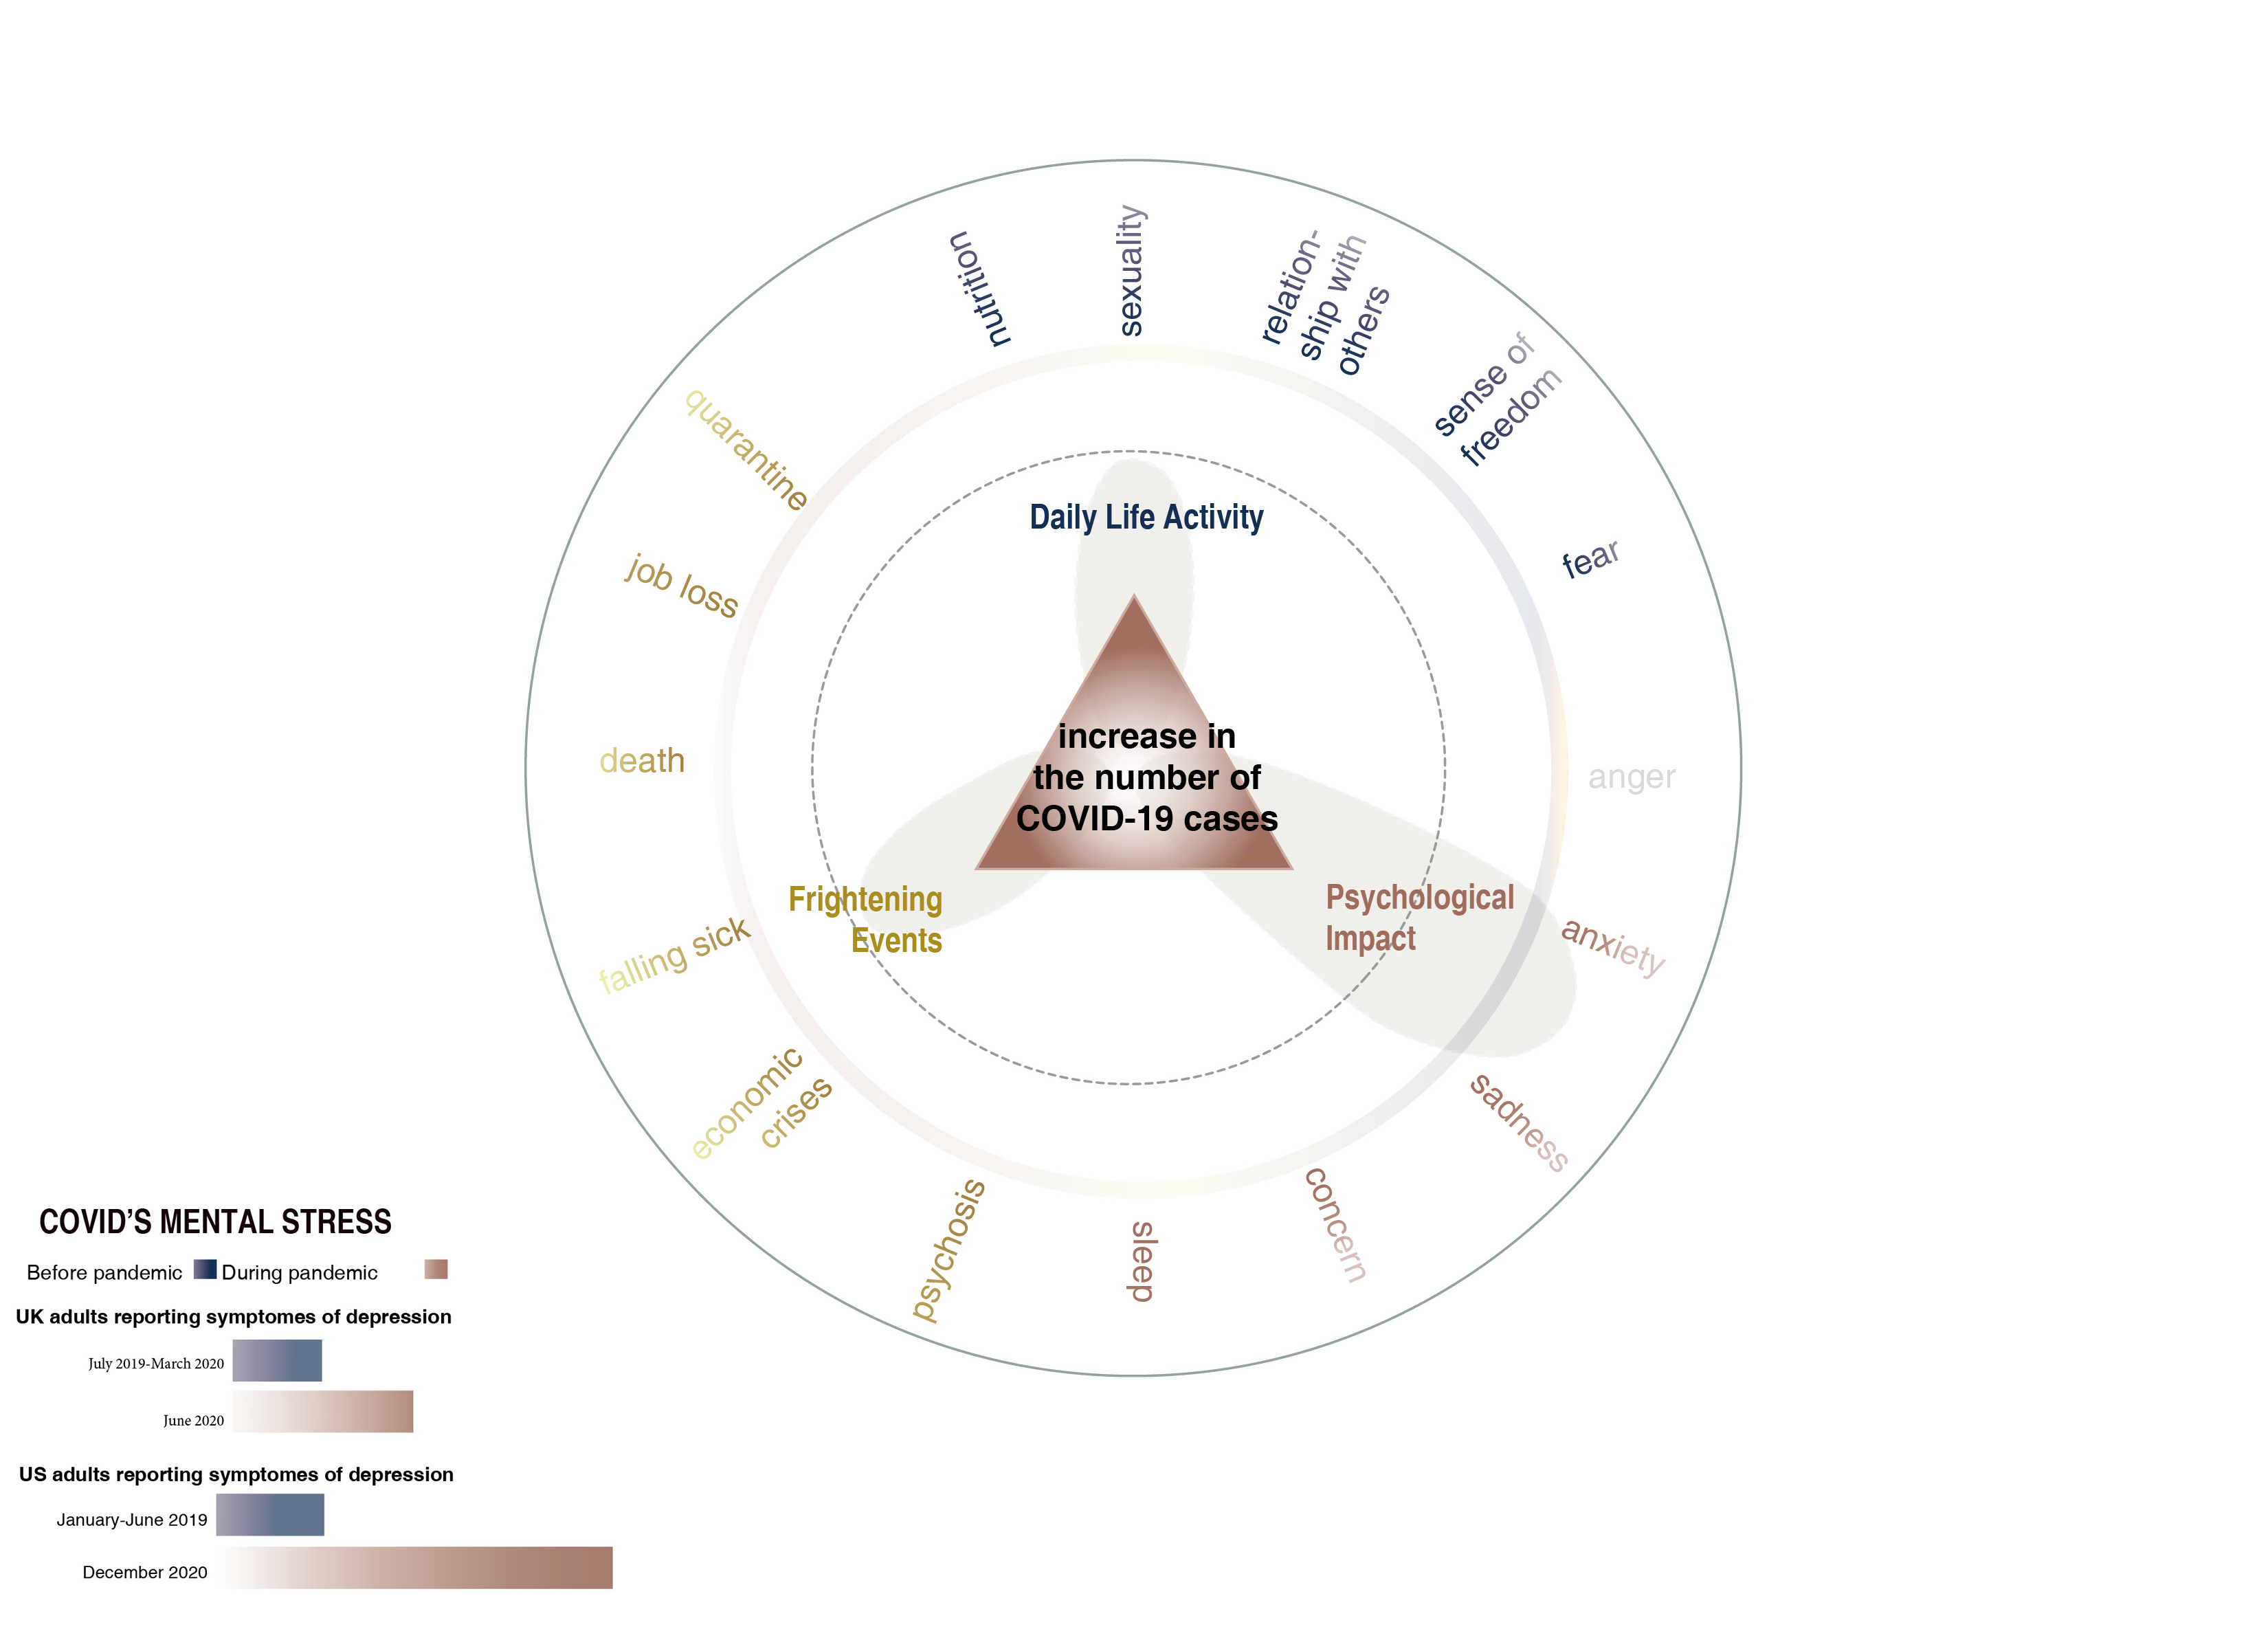 nutrition
sexuality
relation-
ship with
others
sense of
freedom
fear
anger
anxiety
sadness
concern
sleep
psychosis
economic
crises
falling sick
death
job loss
quarantine
Daily Life Activity
increase in
the number of
COVID-19 cases
Frightening
Events
Psychological
Impact
COVID’S MENTAL STRESS
Before pandemic During pandemic
UK adults reporting symptomes of depression
July 2019-March 2020
June 2020
US adults reporting symptomes of depression
January-June 2019
December 2020